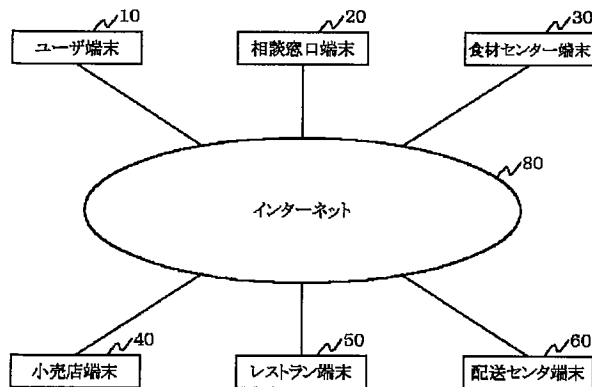 10
ユーザ端末
20
相談窓口端末
30
食材センター端末
80
インターネット
40
小売店端末
50
レストラン端末
60
配送センタ端末